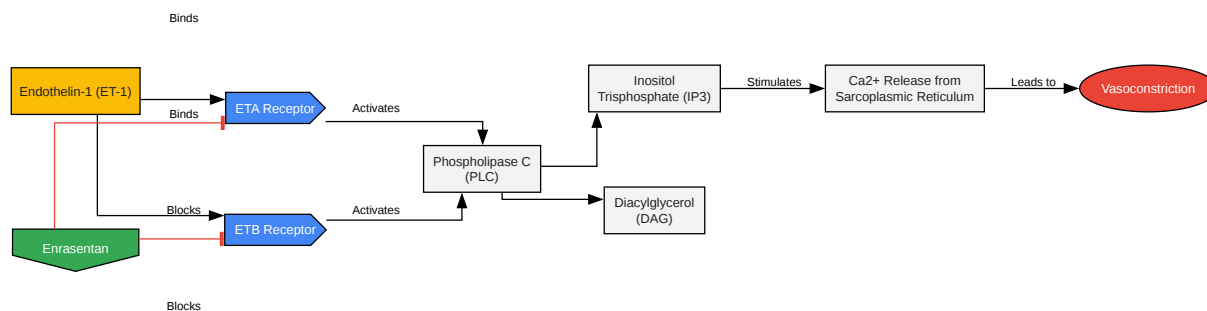 Binds
Endothelin-1 (ET-1)
Binds
ETA Receptor
Activates
Inositol
Trisphosphate (IP3)
Stimulates
Ca2+ Release from
Sarcoplasmic Reticulum
Leads to
Vasoconstriction
Phospholipase C
(PLC)
Diacylglycerol
(DAG)
Blocks
ETB Receptor
Activates
Enrasentan
Blocks